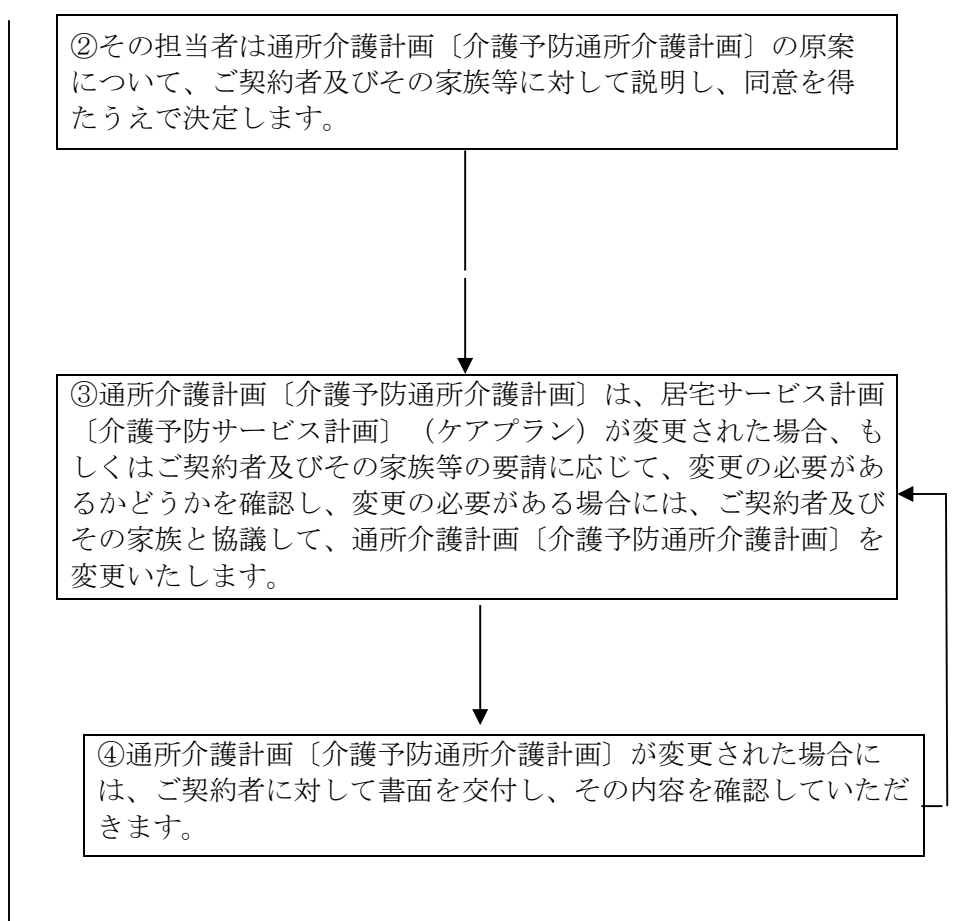 ②その担当者は通所介護計画〔介護予防通所介護計画〕の原案
について、ご契約者及びその家族等に対して説明し、同意を得
たうえで決定します。
③通所介護計画〔介護予防通所介護計画〕は、居宅サービス計画
〔介護予防サービス計画〕（ケアプラン）が変更された場合、も
しくはご契約者及びその家族等の要請に応じて、変更の必要があ
るかどうかを確認し、変更の必要がある場合には、ご契約者及び
その家族と協議して、通所介護計画〔介護予防通所介護計画〕を
変更いたします。
④通所介護計画〔介護予防通所介護計画〕が変更された場合に
は、ご契約者に対して書面を交付し、その内容を確認していただ
きます。